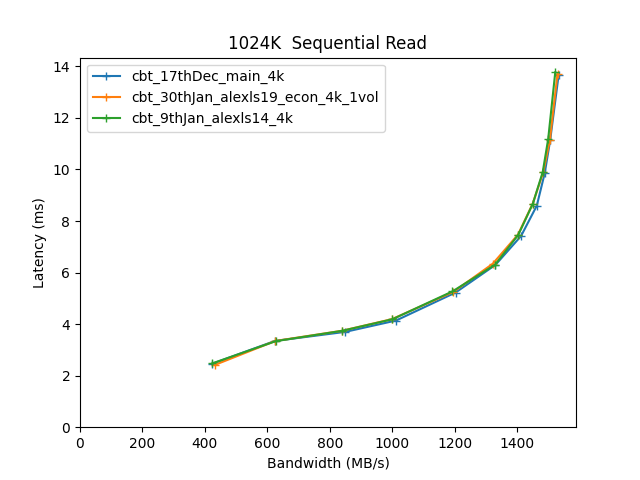 1024K  Sequential Read
cbt_17thDec_main_4k
cbt_30thJan_alexls19_econ_4k_1vol
cbt_9thJan_alexls14_4k
Latency (ms)
14
12
10
8
6
4
2
0
0 200 400 600 800 1000 1200 1400
Bandwidth (MB/s)